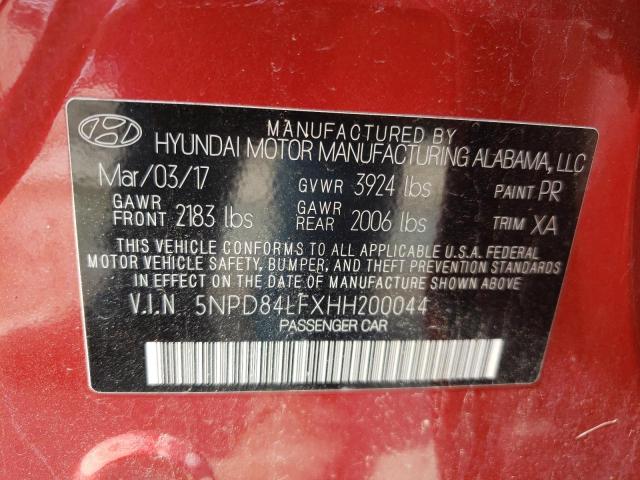 MANUFACTURED BY
HYUNDAI MOTOR MANUFACTURING ALABAMA, LLC
Mar/03/17 GVWR 3924 lbs PAINT PR
GAWR FRONT 2183 lbs GAWR REAR 2006 lbs TRIM XA
THIS VEHICLE CONFORMS TO ALL APPLICABLE U.S.A. FEDERAL
MOTOR VEHICLE SAFETY, BUMPER, AND THEFT PREVENTION STANDARDS
IN EFFECT ON THE DATE OF MANUFACTURE SHOWN ABOVE.
V.I.N 5NPD84LFXHH200044
PASSENGER CAR